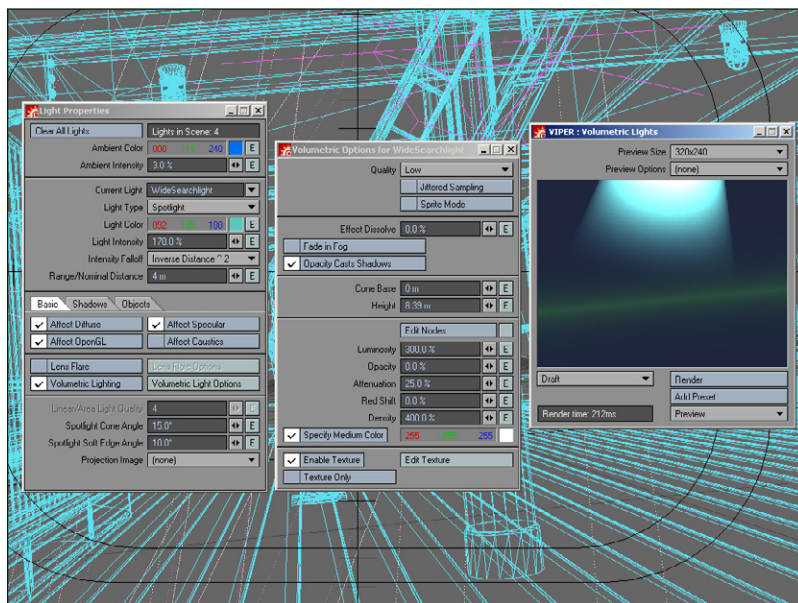 Light Properties
Clear All Lights
Lights in Scene: 4
Ambient Color 000 240 E
Ambient Intensity 3.0 % E
Current Light WideSearchlight
Light Type Spotlight
Light Color 092 180 E
Light Intensity 170.0 % E
Intensity Falloff Inverse Distance ^ 2
Range/Nominal Distance 4 m E
Basic Shadows Objects
Affect Diffuse Affect Specular
Affect OpenGL Affect Caustics
Lens Flare Lens Flare Options
Volumetric Lighting Volumetric Light Options
Linear/Area Light Quality 4 E
Spotlight Cone Angle 15.0° E
Spotlight Soft Edge Angle 10.0° E
Projection Image (none)
Volumetric Options for WideSearchlight
Quality Low
Jittered Sampling
Sprite Mode
Effect Dissolve 0.0 % E
Fade in Fog
Opacity Casts Shadows
Cone Base 0 m E
Height 8.39 m E
Edit Nodes
Luminosity 300.0 % E
Opacity 0.0 % E
Attenuation 25.0 % E
Red Shift 0.0 % E
Density 400.0 % E
Specify Medium Color 255 255 255
Enable Texture Edit Texture
Texture Only
VIPER : Volumetric Lights
Preview Size 320x240
Preview Options (none)
Draft Render
Add Preset
Render time: 212ms Preview